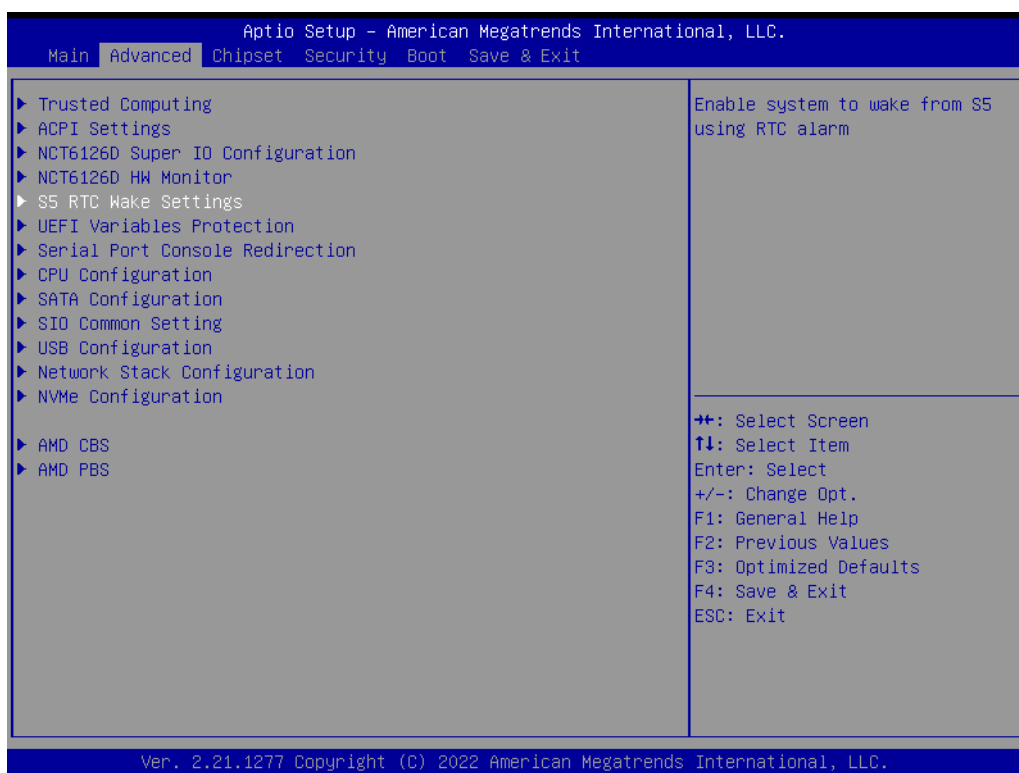 Aptio Setup – American Megatrends International, LLC.
Main Advanced Chipset Security Boot Save & Exit
▶ Trusted Computing
▶ ACPI Settings
▶ NCT6126D Super IO Configuration
▶ NCT6126D HW Monitor
▶ S5 RTC Wake Settings
▶ UEFI Variables Protection
▶ Serial Port Console Redirection
▶ CPU Configuration
▶ SATA Configuration
▶ SIO Common Setting
▶ USB Configuration
▶ Network Stack Configuration
▶ NVMe Configuration
▶ AMD CBS
▶ AMD PBS
Enable system to wake from S5
using RTC alarm
→←: Select Screen
↑↓: Select Item
Enter: Select
+/-: Change Opt.
F1: General Help
F2: Previous Values
F3: Optimized Defaults
F4: Save & Exit
ESC: Exit
Ver. 2.21.1277 Copyright (C) 2022 American Megatrends International, LLC.